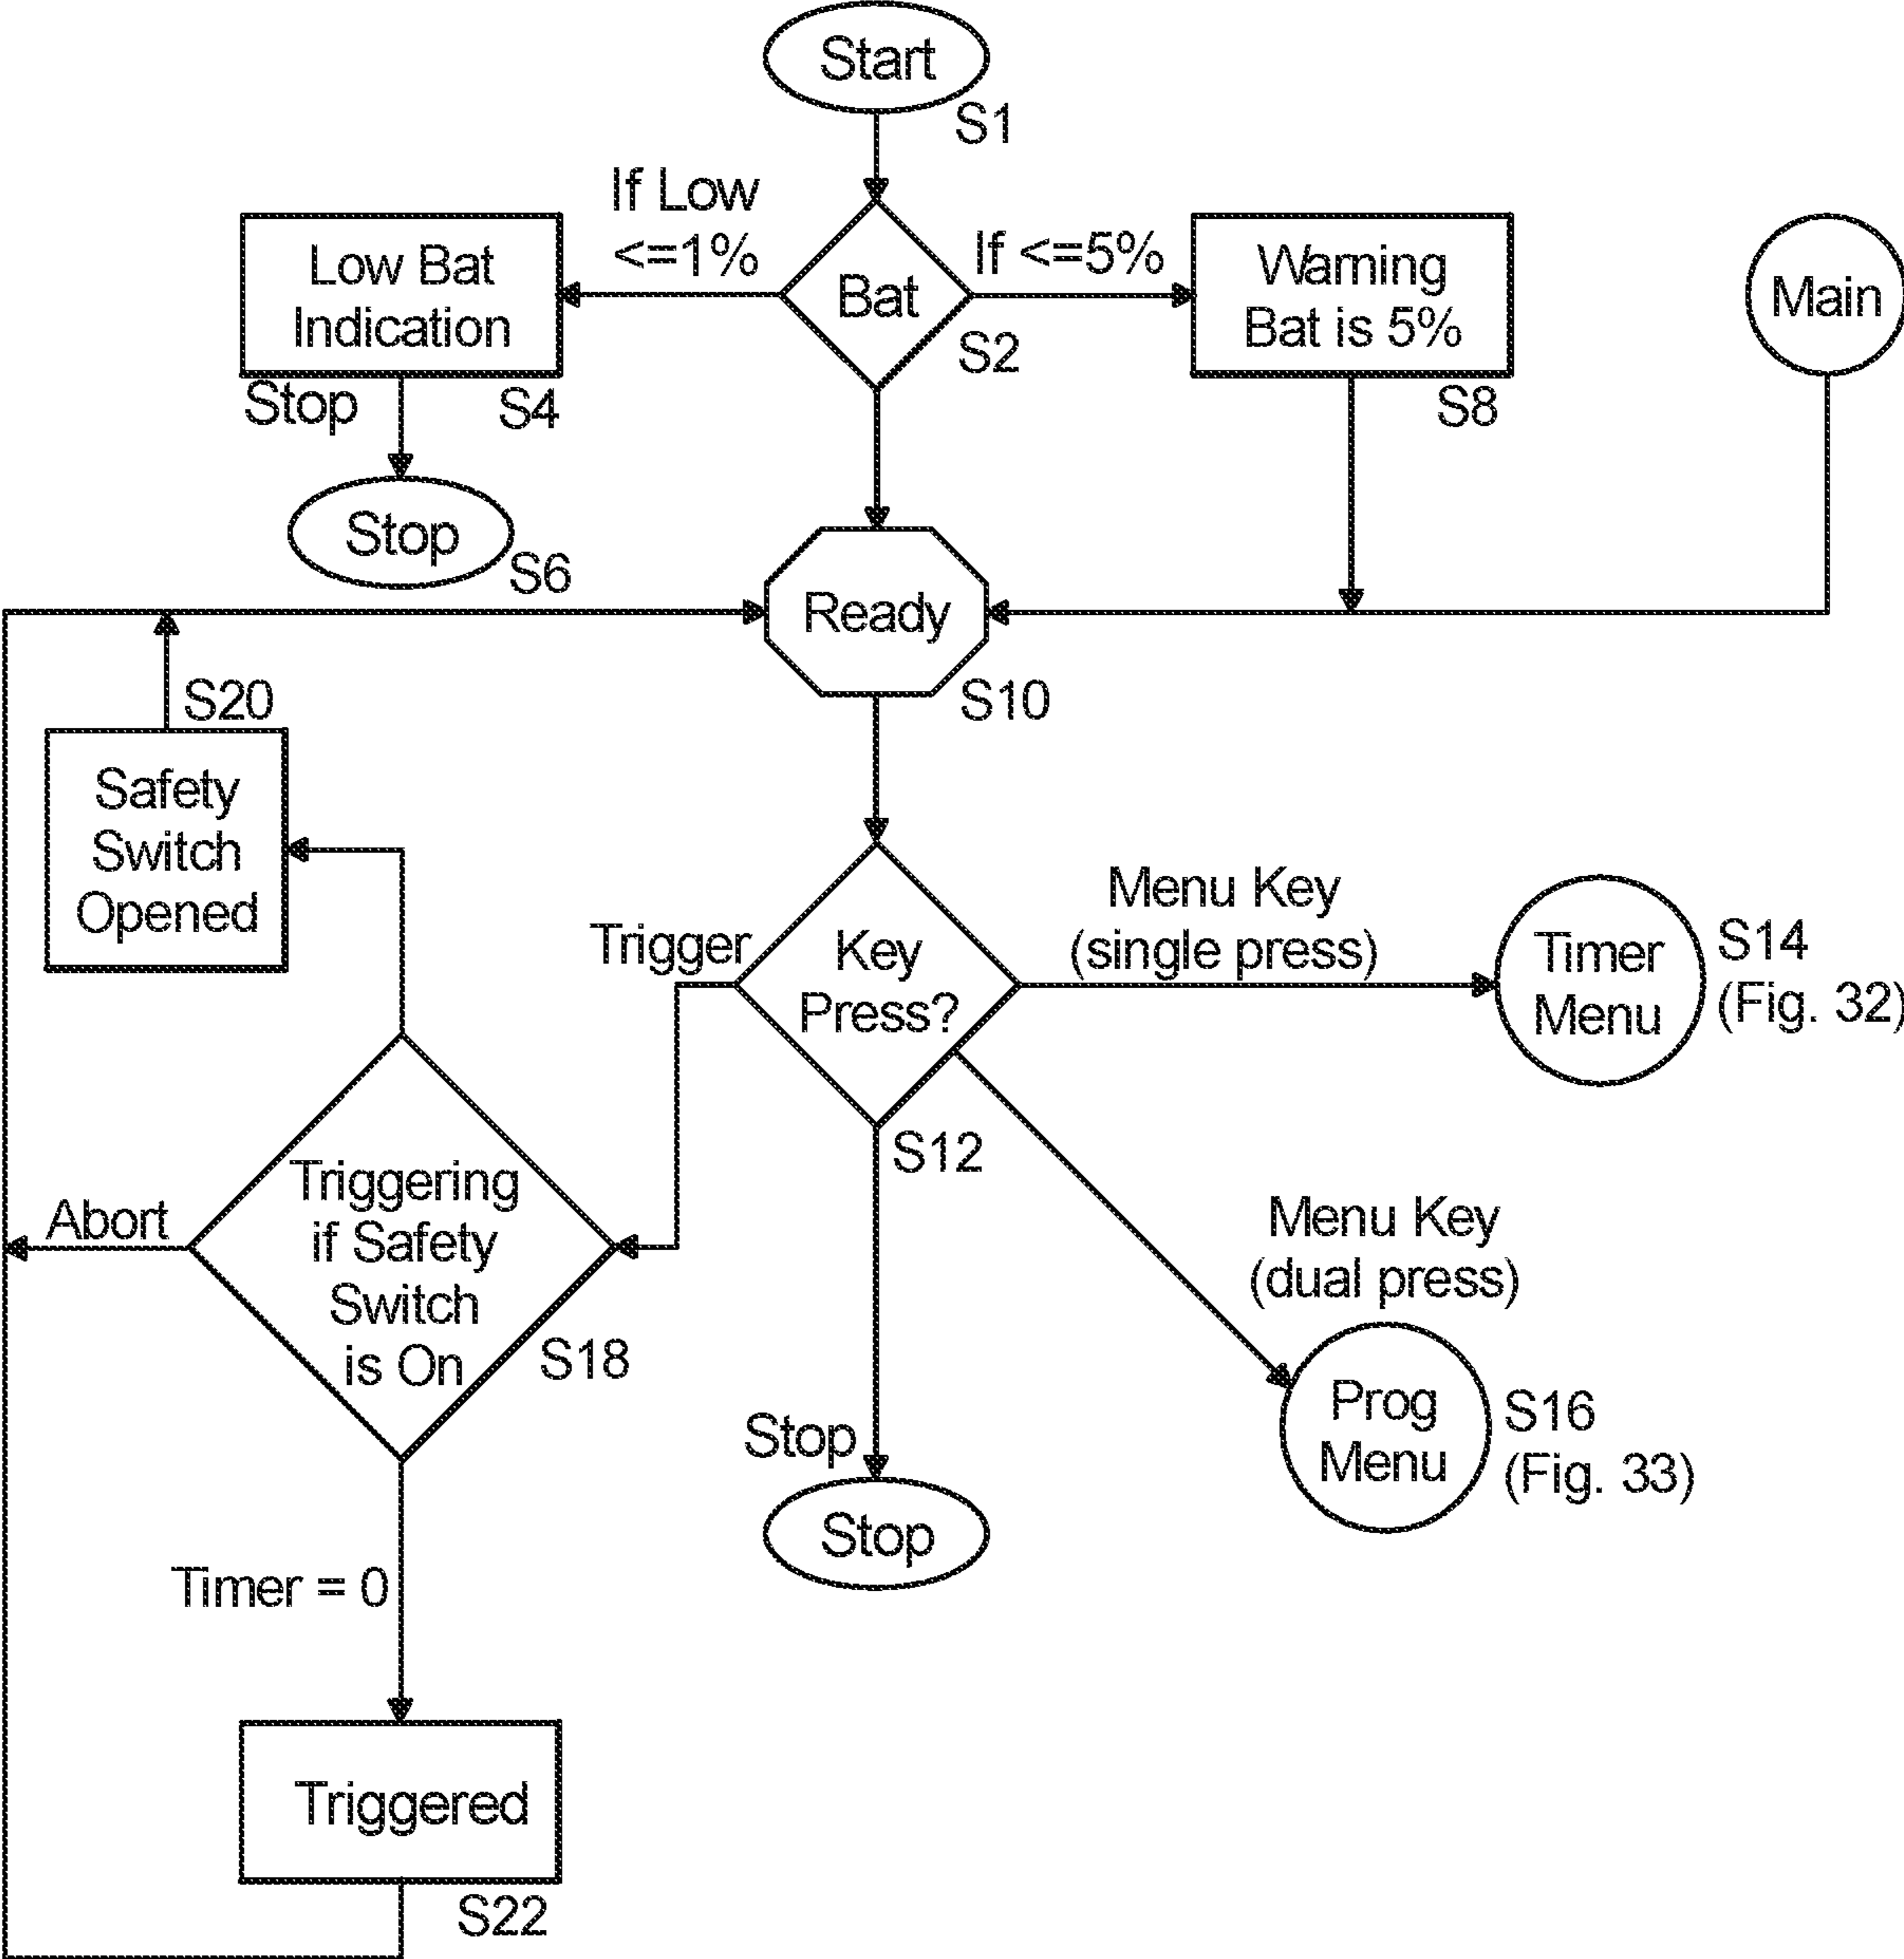 Start
S1
If Low
<=1%
Low Bat
Indication
Stop
S4
Bat
S2
If <=5%
Warning
Bat is 5%
S8
Main
Stop
S6
Ready
S10
S20
Safety
Switch
Opened
Trigger
Key
Press?
S12
Menu Key
(single press)
Timer
Menu
S14
(Fig. 32)
Abort
Triggering
if Safety
Switch
is On
S18
Menu Key
(dual press)
Prog
Menu
S16
(Fig. 33)
Stop
Stop
Timer = 0
Triggered
S22